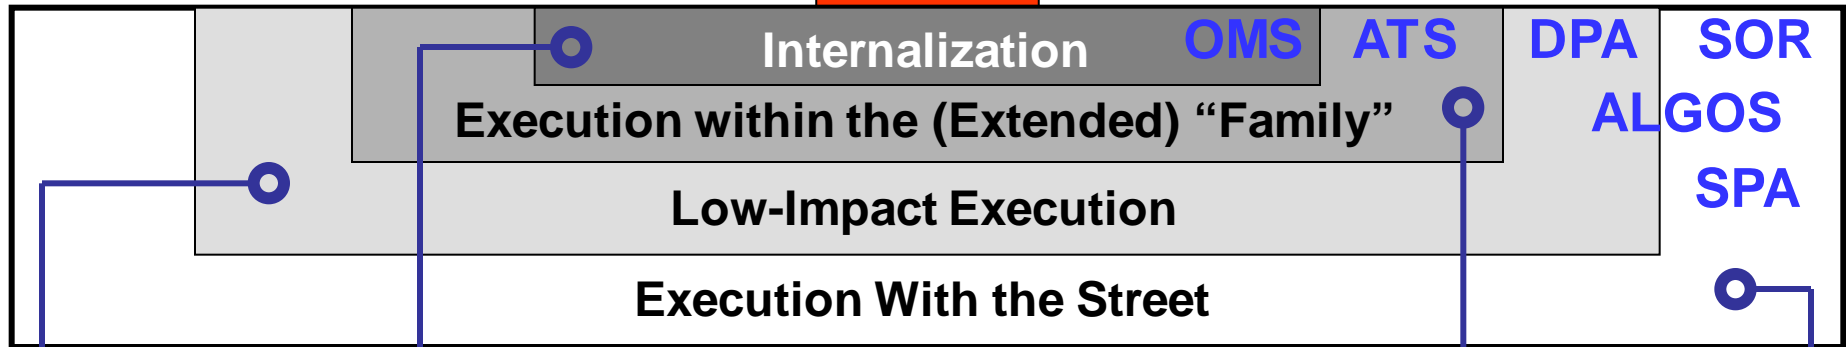 Internalization OMS ATS DPA SOR
Execution within the (Extended) “Family” ALGOS
Low-Impact Execution SPA
Execution With the Street